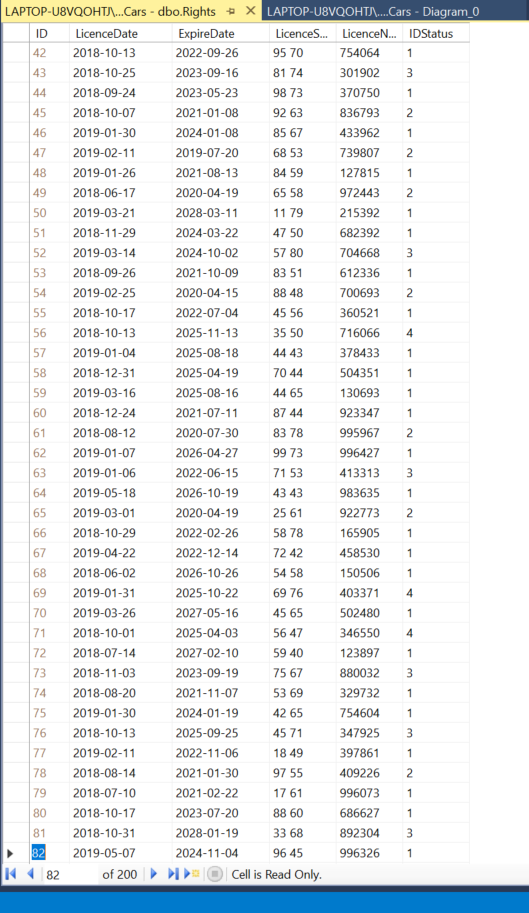 LAPTOP-U8VQOHTJ\...Cars - dbo.Rights LAPTOP-U8VQOHTJ\....Cars - Diagram_0
ID LicenceDate ExpireDate LicenceS... LicenceN... IDStatus
42 2018-10-13 2022-09-26 95 70 754064 1
43 2018-10-25 2023-09-16 81 74 301902 3
44 2018-09-24 2023-05-23 98 73 370750 1
45 2018-10-07 2021-01-08 92 63 836793 2
46 2019-01-30 2024-01-08 85 67 433962 1
47 2019-02-11 2019-07-20 68 53 739807 2
48 2019-01-26 2021-08-13 84 59 127815 1
49 2018-06-17 2020-04-19 65 58 972443 2
50 2019-03-21 2028-03-11 11 79 215392 1
51 2018-11-29 2024-03-22 47 50 682392 1
52 2019-03-14 2024-10-02 57 80 704668 3
53 2018-09-26 2021-10-09 83 51 612336 1
54 2019-02-25 2020-04-15 88 48 700693 2
55 2018-10-17 2022-07-04 45 56 360521 1
56 2018-10-13 2025-11-13 35 50 716066 4
57 2019-01-04 2025-08-18 44 43 378433 1
58 2018-12-31 2025-04-19 70 44 504351 1
59 2019-03-16 2025-08-16 44 65 130693 1
60 2018-12-24 2021-07-11 87 44 923347 1
61 2018-08-12 2020-07-30 83 78 995967 2
62 2019-01-07 2026-04-27 99 73 996427 1
63 2019-01-06 2022-06-15 71 53 413313 3
64 2019-05-18 2026-10-19 43 43 983635 1
65 2019-03-01 2020-04-19 25 61 922773 2
66 2018-10-29 2022-02-26 58 78 165905 1
67 2019-04-22 2022-12-14 72 42 458530 1
68 2018-06-02 2026-10-26 54 58 150506 1
69 2019-01-31 2025-10-22 69 76 403371 4
70 2019-03-26 2027-05-16 45 65 502480 1
71 2018-10-01 2025-04-03 56 47 346550 4
72 2018-07-14 2027-02-10 59 40 123897 1
73 2018-11-03 2023-09-19 75 67 880032 3
74 2018-08-20 2021-11-07 53 69 329732 1
75 2019-01-30 2024-01-19 42 65 754604 1
76 2018-10-13 2025-09-25 45 71 347925 3
77 2019-02-11 2022-11-06 18 49 397861 1
78 2018-08-14 2021-01-30 97 55 409226 2
79 2018-07-10 2021-02-22 17 61 996073 1
80 2018-10-17 2023-07-20 88 60 686627 1
81 2018-10-31 2028-01-19 33 68 892304 3
82 2019-05-07 2024-11-04 96 45 996326 1
82 of 200 Cell is Read Only.